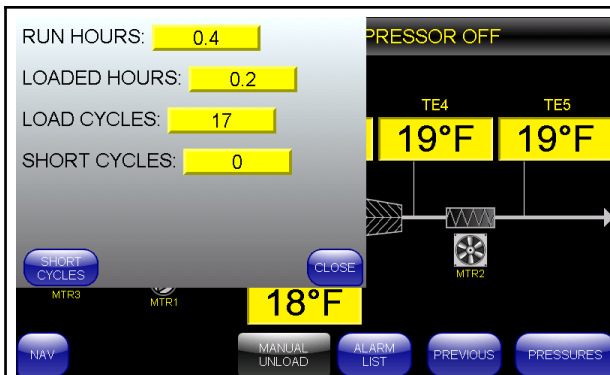 RUN HOURS: 0.4
PRESSOR OFF
LOADED HOURS: 0.2
LOAD CYCLES: 17
TE4 TE5
19°F 19°F
SHORT CYCLES: 0
SHORT
CYCLES
CLOSE
MTR2
MTR3 MTR1
18°F
NAV
MANUAL
UNLOAD
ALARM
LIST
PREVIOUS
PRESSURES